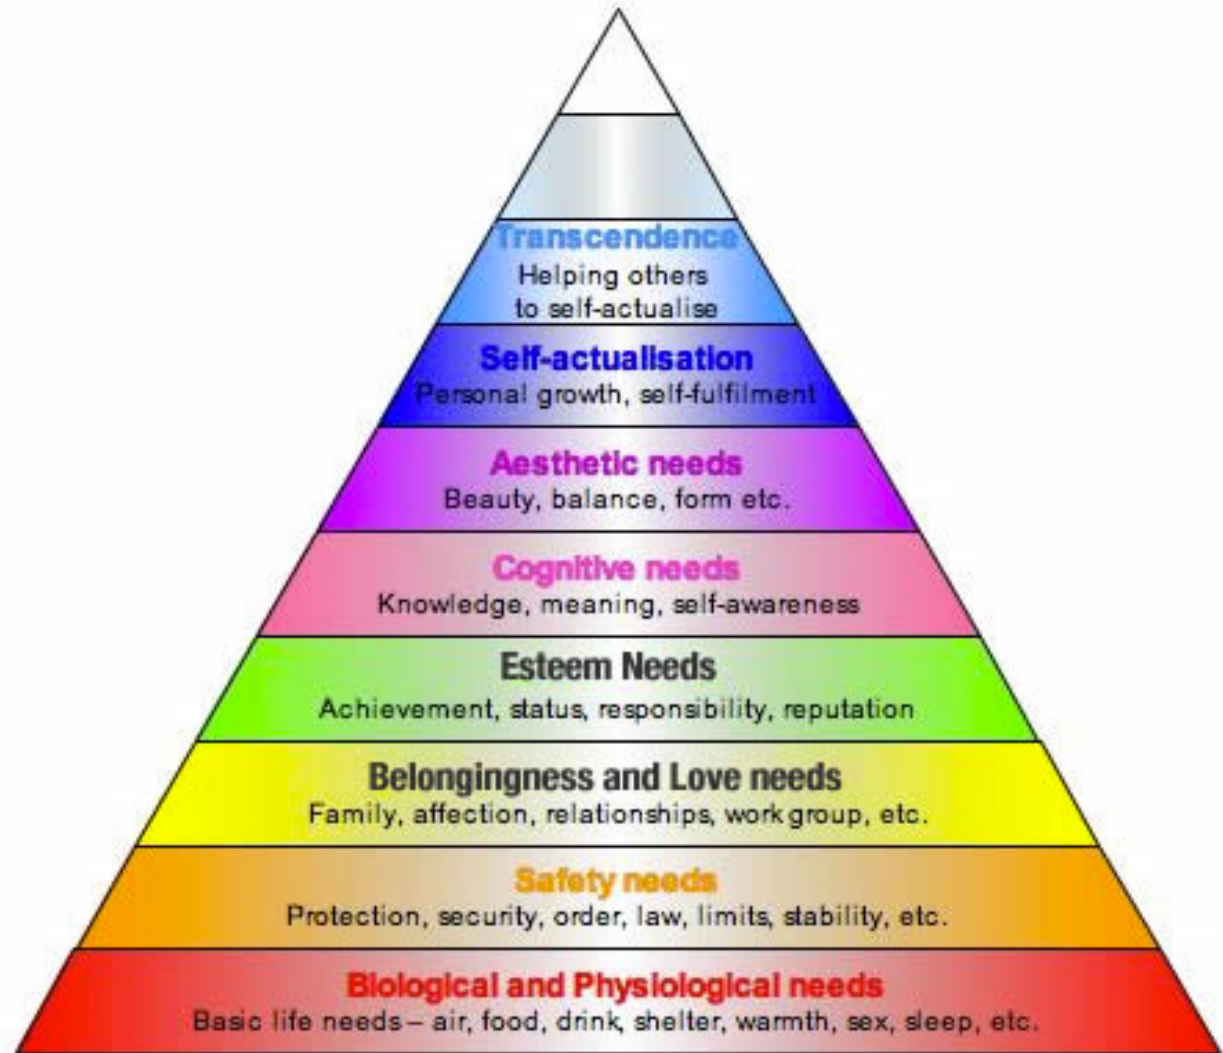 Transcendence
Helping others
to self-actualise
Self-actualisation
Personal growth, self-fulfilment
Aesthetic needs
Beauty, balance, form etc.
Cognitive needs
Knowledge, meaning, self-awareness
Esteem Needs
Achievement, status, responsibility, reputation
Belongingness and Love needs
Family, affection, relationships, work group, etc.
Safety needs
Protection, security, order, law, limits, stability, etc.
Biological and Physiological needs
Basic life needs – air, food, drink, shelter, warmth, sex, sleep, etc.